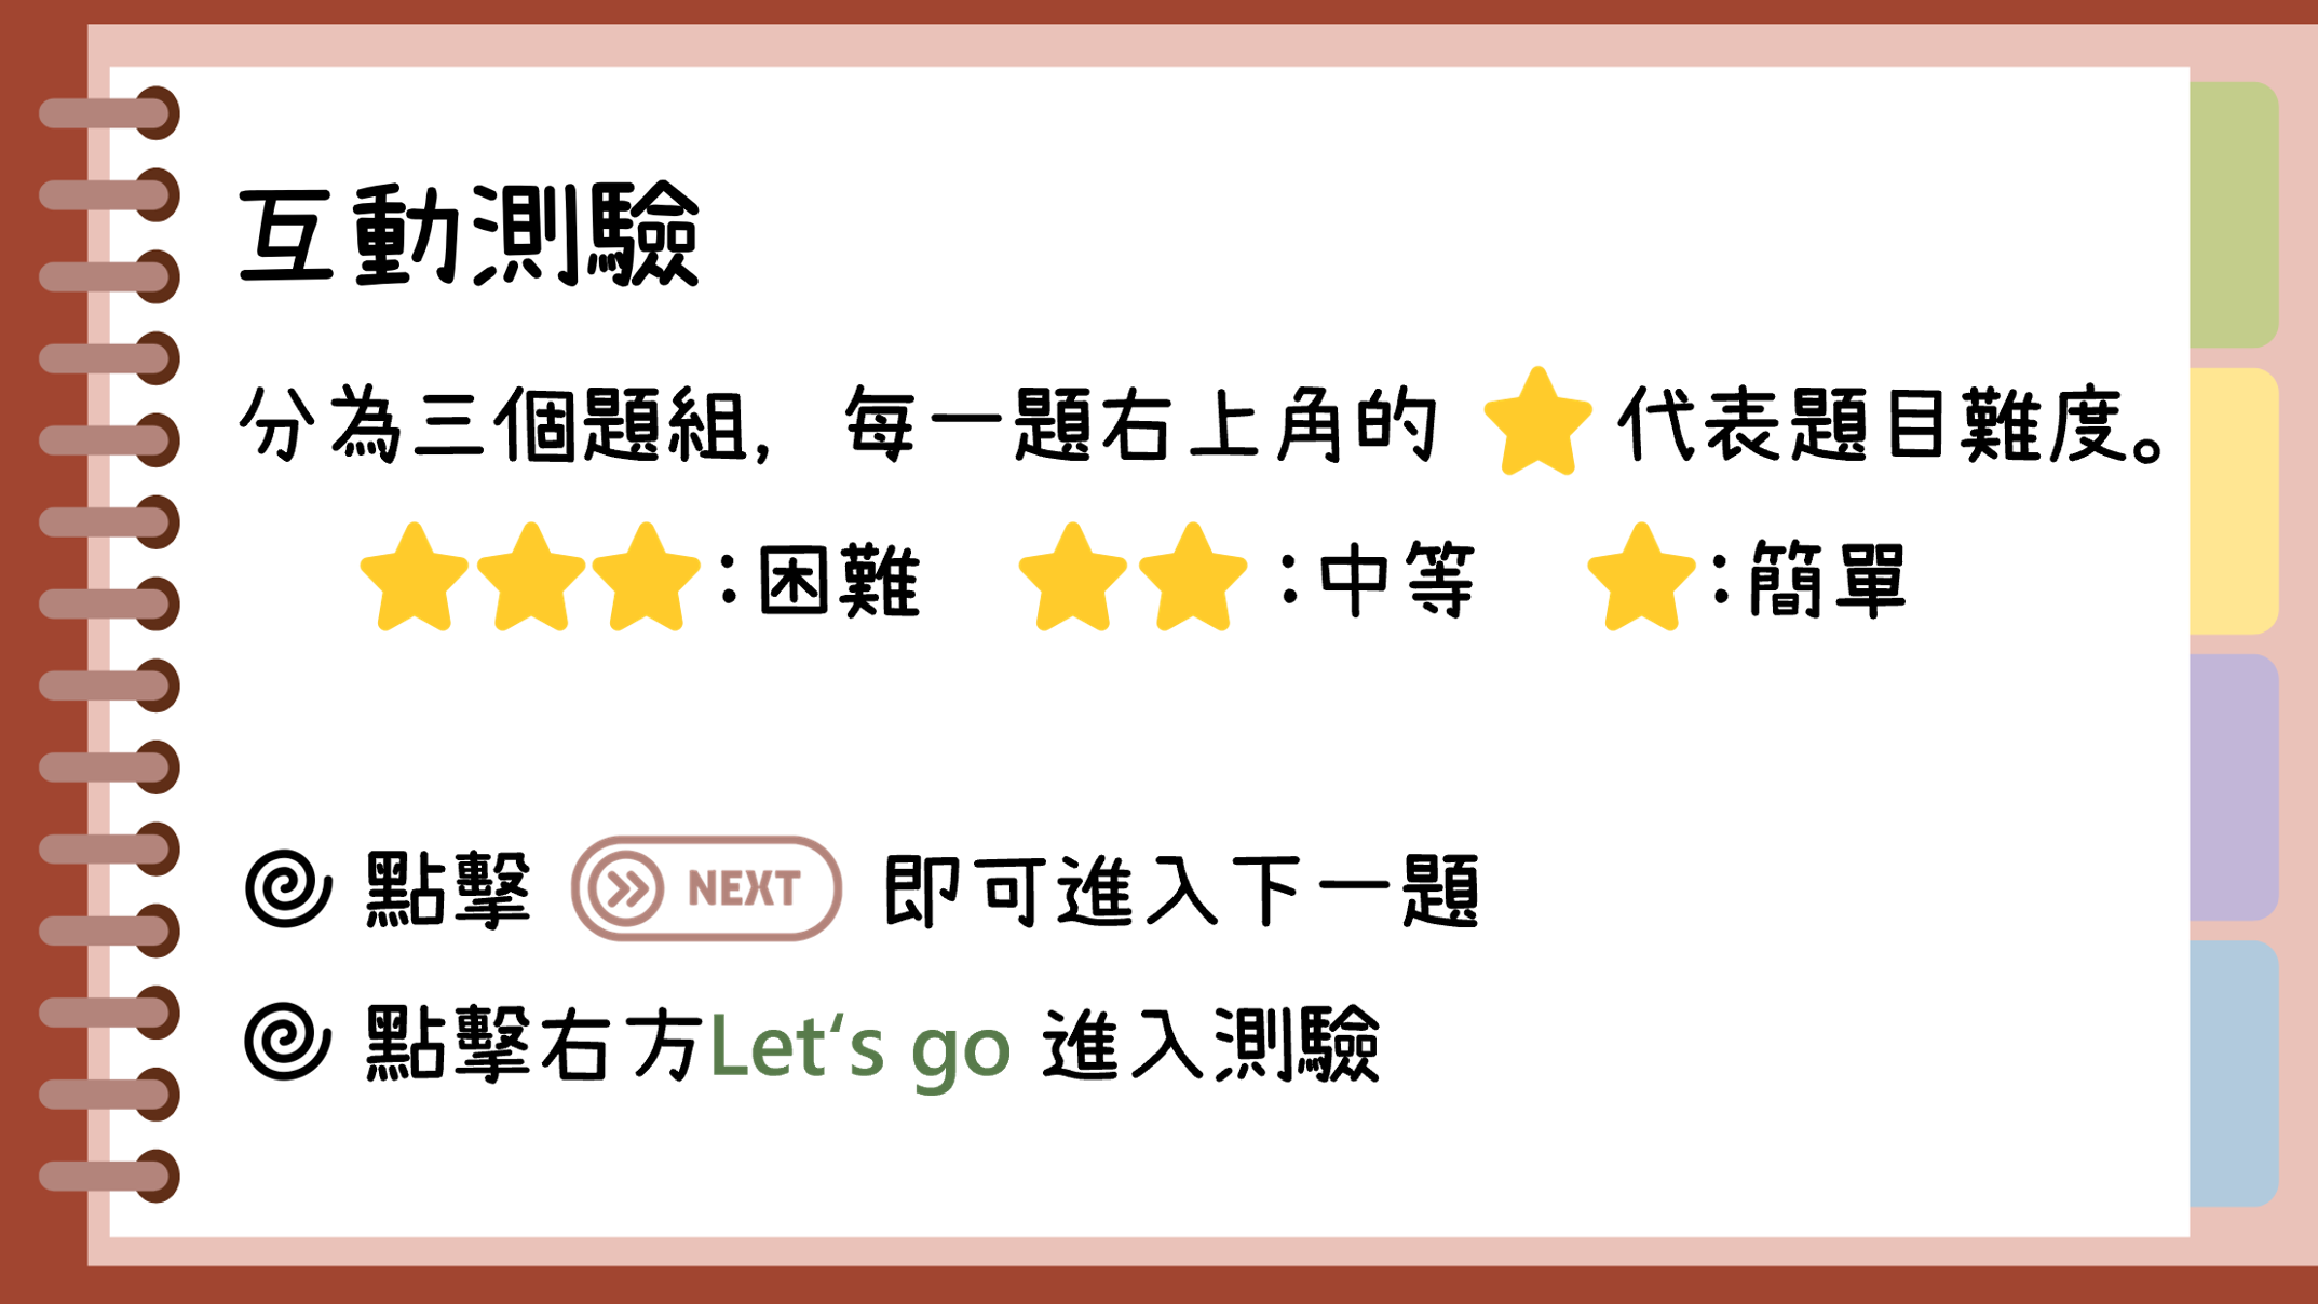 互動測驗
分為三個題組，每一題右上角的 ⭐ 代表題目難度。
⭐⭐⭐：困難 ⭐⭐：中等 ⭐：簡單
點擊 NEXT 即可進入下一題
點擊右方Let‘s go 進入測驗